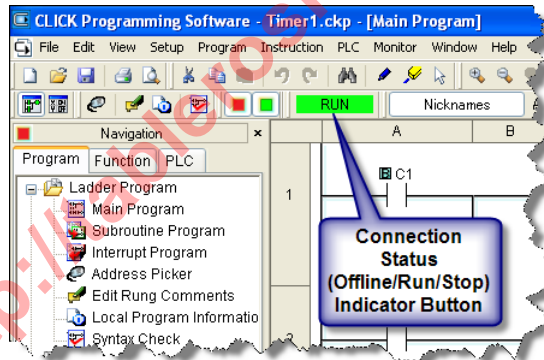 CLICK Programming Software - Timer1.ckp - [Main Program]
File Edit View Setup Program Instruction PLC Monitor Window Help
RUN Nicknames
Navigation × A B
Program Function PLC
C1
Ladder Program
1
Main Program
Subroutine Program
Interrupt Program
Address Picker
Edit Rung Comments
Local Program Informatio
Syntax Check
2
Connection
Status
(Offline/Run/Stop)
Indicator Button